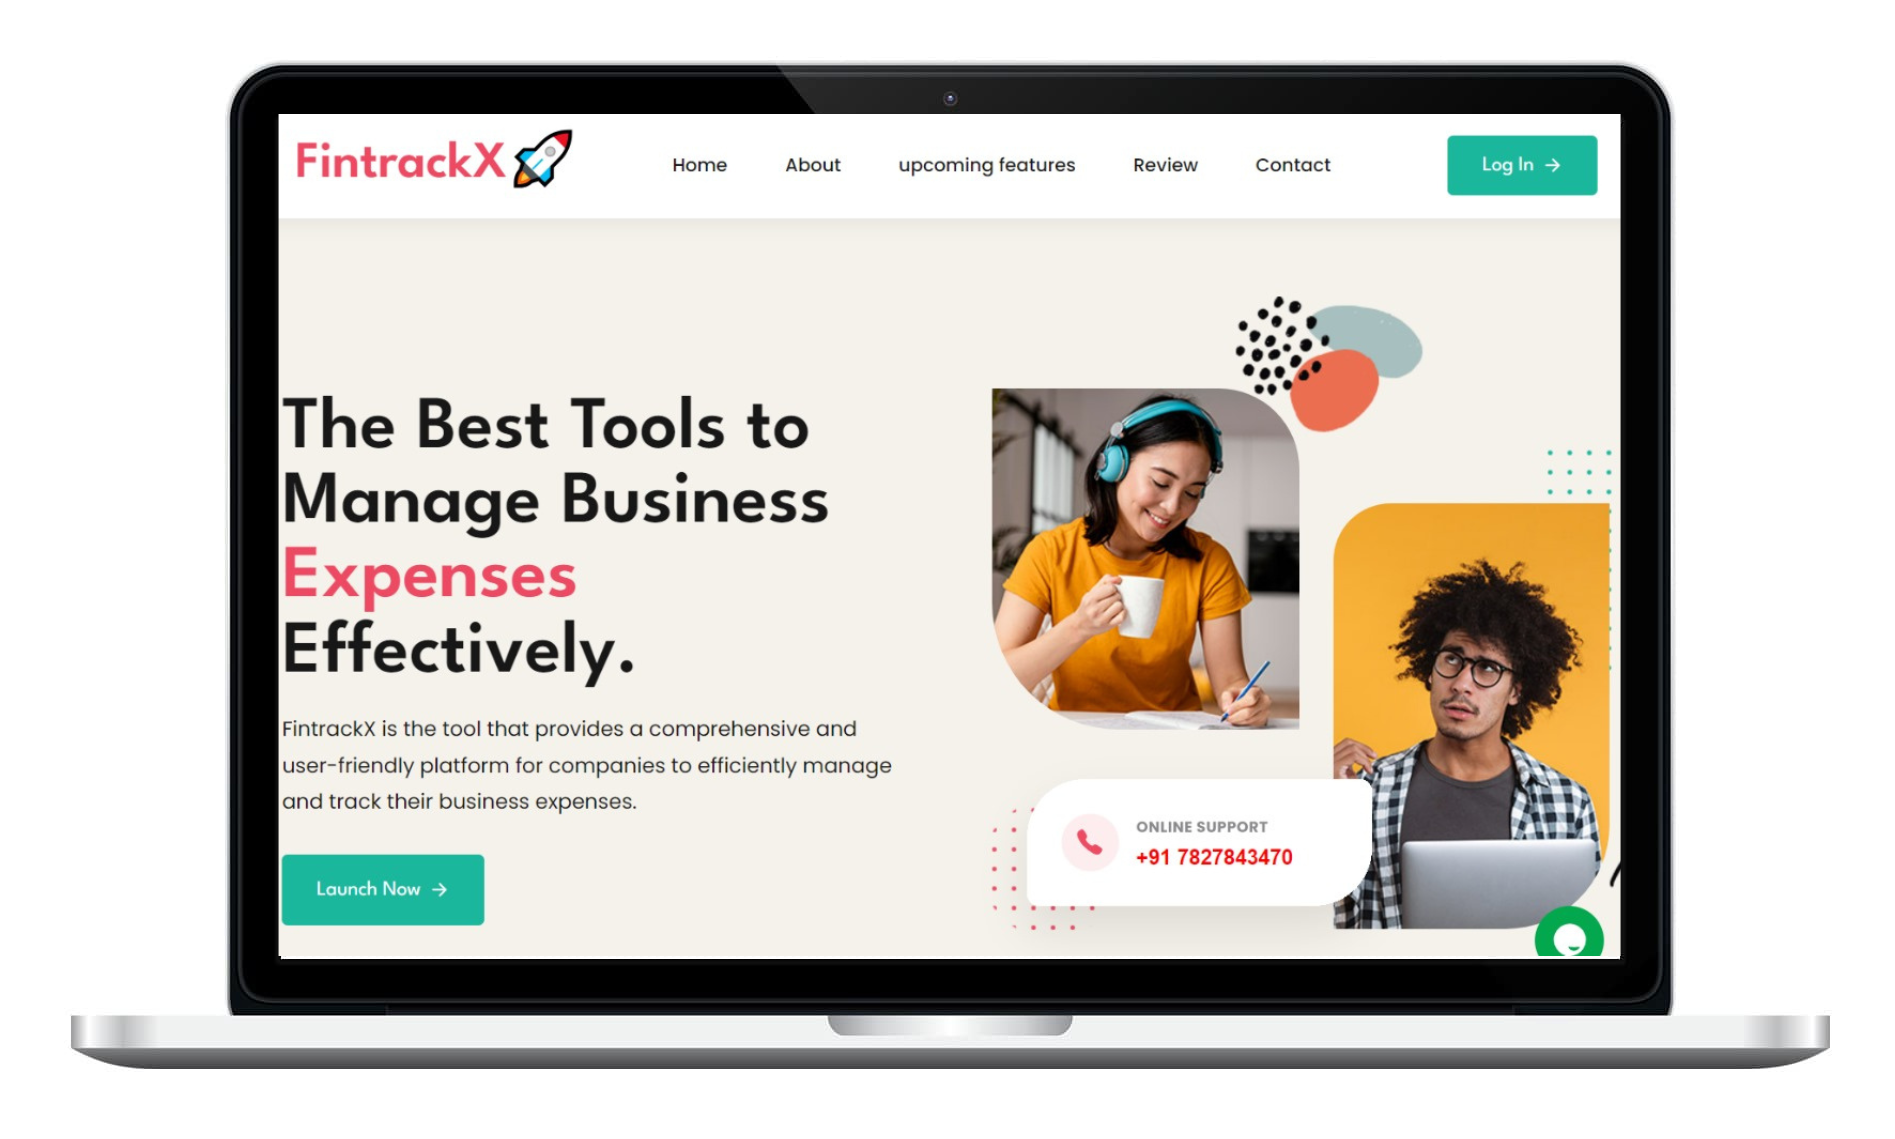 FintrackX
Home About upcoming features Review Contact
Log In →
The Best Tools to
Manage Business
Expenses
Effectively.
FintrackX is the tool that provides a comprehensive and
user-friendly platform for companies to efficiently manage
and track their business expenses.
Launch Now →
ONLINE SUPPORT
+91 7827843470